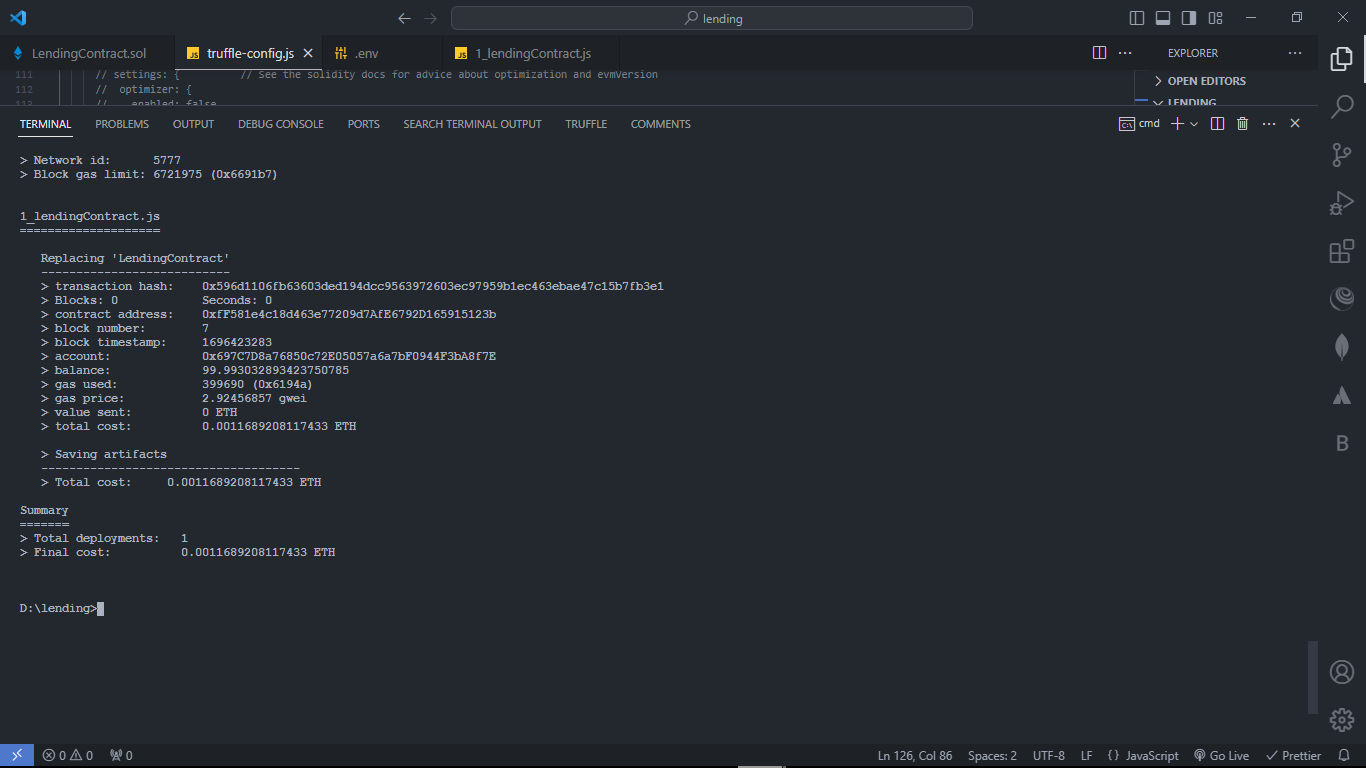 lending
LendingContract.sol
truffle-config.js
.env
1_lendingContract.js
EXPLORER
111 // settings: { // See the solidity docs for advice about optimization and evmVersion
112 // optimizer: {
113 // enabled: false
OPEN EDITORS
LENDING
TERMINAL PROBLEMS OUTPUT DEBUG CONSOLE PORTS SEARCH TERMINAL OUTPUT TRUFFLE COMMENTS
cmd
> Network id: 5777
> Block gas limit: 6721975 (0x6691b7)
1_lendingContract.js
====================
Replacing 'LendingContract'
---------------------------
> transaction hash: 0x596d1106fb63603ded194dcc9563972603ec97959b1ec463ebae47c15b7fb3e1
> Blocks: 0 Seconds: 0
> contract address: 0xfF581e4c18d463e77209d7AfE6792D165915123b
> block number: 7
> block timestamp: 1696423283
> account: 0x697C7D8a76850c72E05057a6a7bF0944F3bA8f7E
> balance: 99.993032893423750785
> gas used: 399690 (0x6194a)
> gas price: 2.92456857 gwei
> value sent: 0 ETH
> total cost: 0.0011689208117433 ETH
> Saving artifacts
-------------------------------------
> Total cost: 0.0011689208117433 ETH
Summary
=======
> Total deployments: 1
> Final cost: 0.0011689208117433 ETH
D:\lending>
0 0 0 Ln 126, Col 86 Spaces: 2 UTF-8 LF {} JavaScript Go Live Prettier